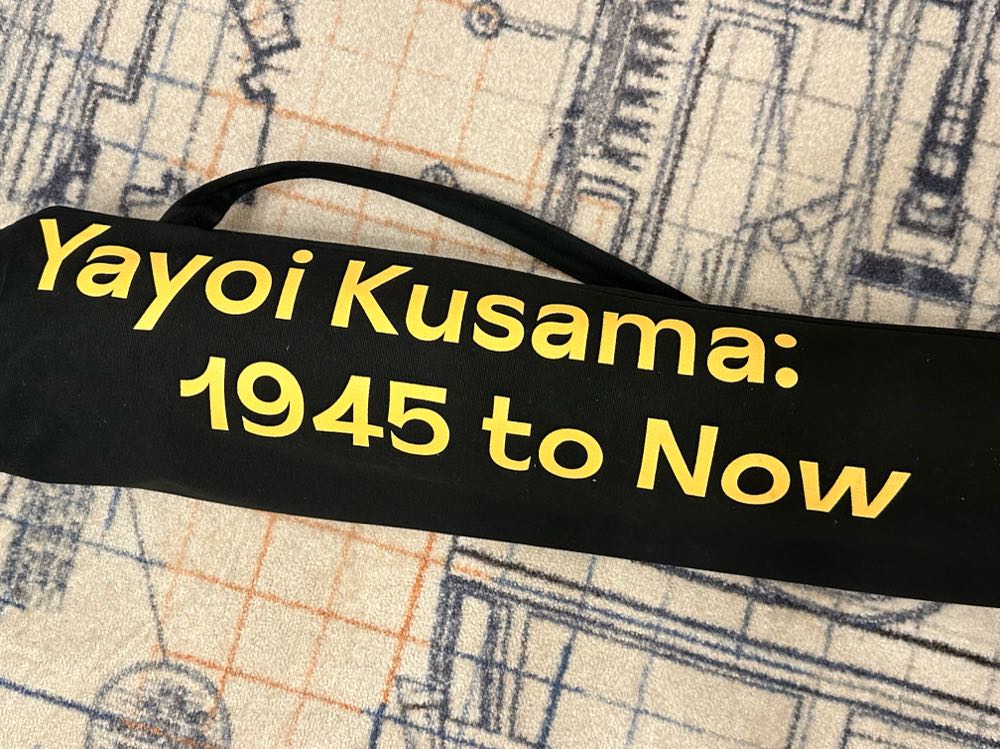 Yayoi Kusama:
1945 to Now